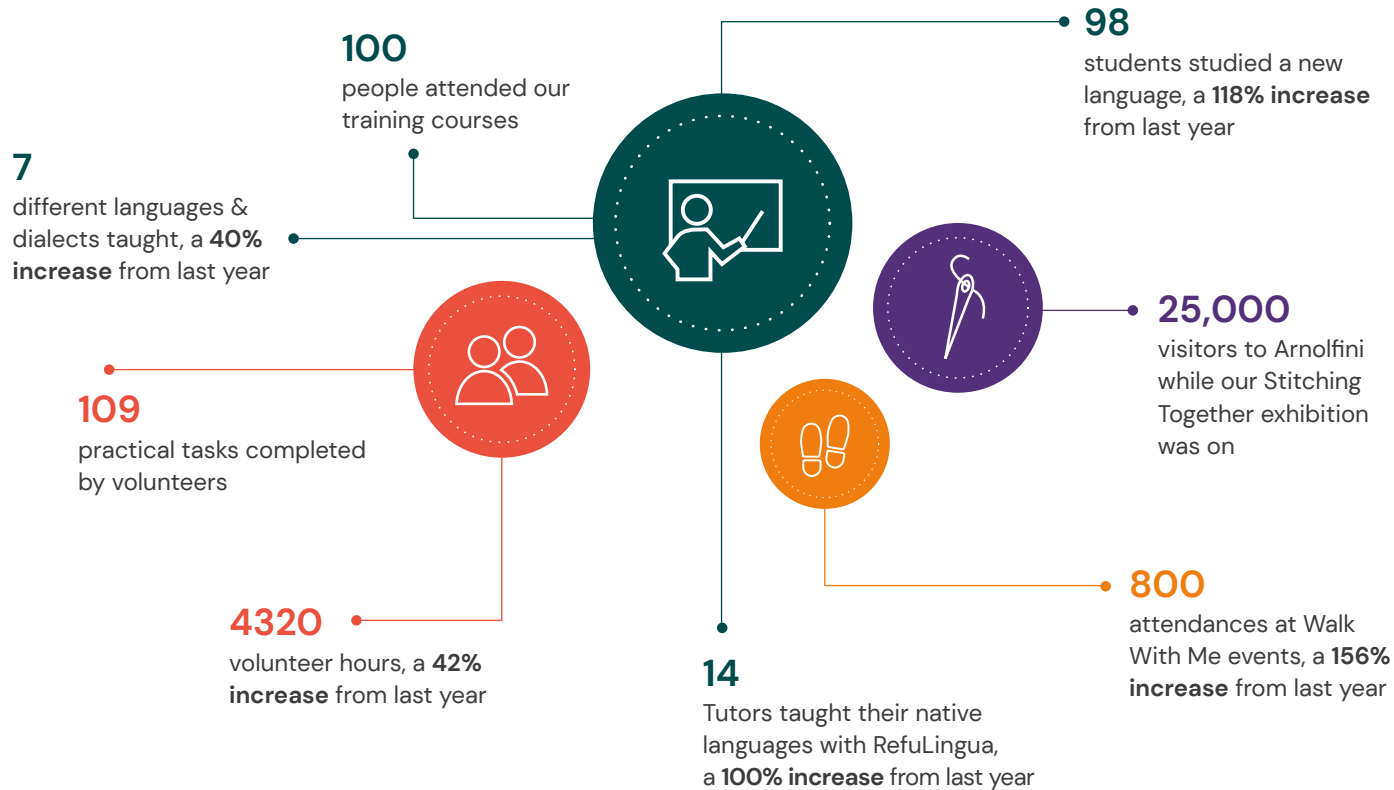 100
people attended our
training courses
98
students studied a new
language, a 118% increase
from last year
7
different languages &
dialects taught, a 40%
increase from last year
25,000
visitors to Arnolfini
while our Stitching
Together exhibition
was on
109
practical tasks completed
by volunteers
800
attendances at Walk
With Me events, a 156%
increase from last year
4320
volunteer hours, a 42%
increase from last year
14
Tutors taught their native
languages with RefuLingua,
a 100% increase from last year